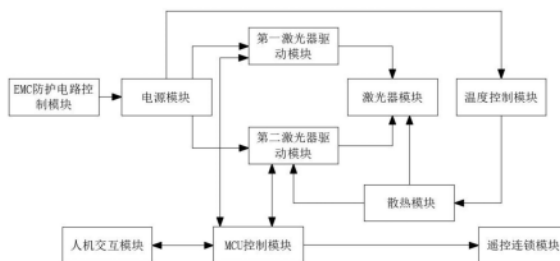 第一激光器驱
动模块
EMC防护电路控
制模块
电源模块
激光器模块
温度控制模块
第二激光器驱
动模块
散热模块
人机交互模块
MCU控制模块
遥控连锁模块